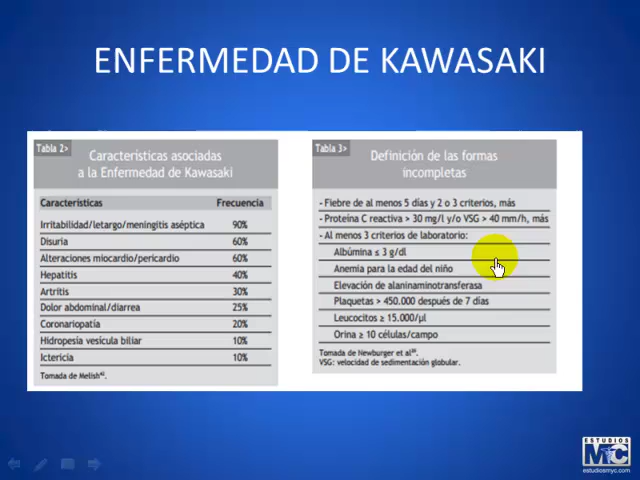 ENFERMEDAD DE KAWASAKI
Tabla 2>
Características asociadas
a la Enfermedad de Kawasaki
Características Frecuencia
Irritabilidad/letargo/meningitis aséptica 90%
Disuria 60%
Alteraciones miocardio/pericardio 60%
Hepatitis 40%
Artritis 30%
Dolor abdominal/diarrea 25%
Coronariopatía 20%
Hidropesía vesícula biliar 10%
Ictericia 10%
Tomada de Melish⁴².
Tabla 3>
Definición de las formas
incompletas
- Fiebre de al menos 5 días y 2 o 3 criterios, más
- Proteína C reactiva > 30 mg/l y/o VSG > 40 mm/h, más
- Al menos 3 criterios de laboratorio:
Albúmina ≤ 3 g/dl
Anemia para la edad del niño
Elevación de alaninaminotransferasa
Plaquetas > 450.000 después de 7 días
Leucocitos ≥ 15.000/µl
Orina ≥ 10 células/campo
Tomada de Newburger et al
VSG: velocidad de sedimentación globular.
ESTUDIOS
MyC
estudiosmyc.com